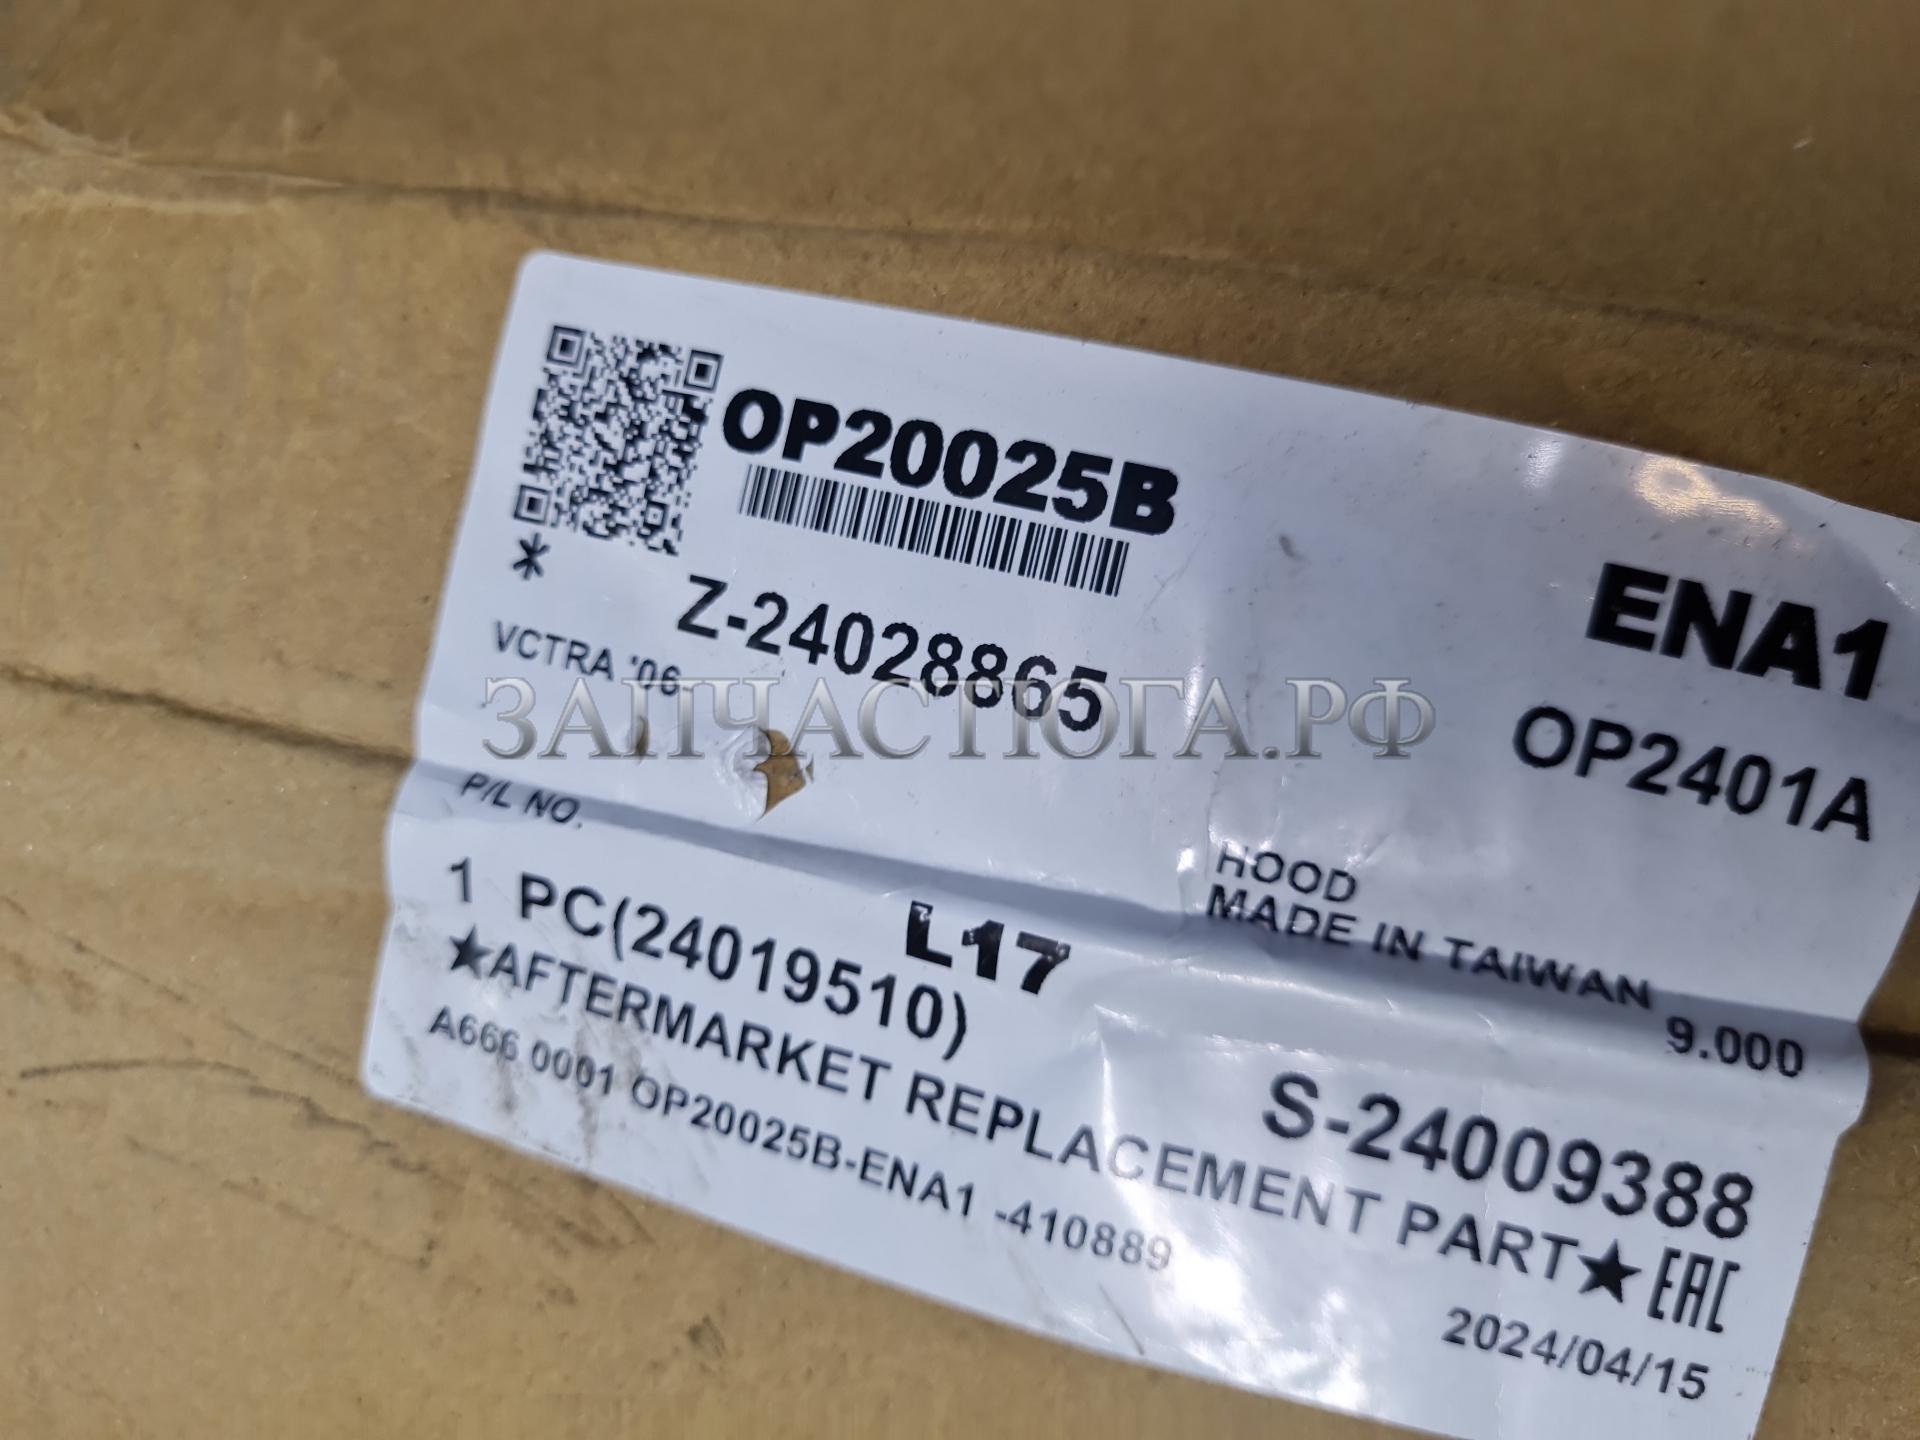 OP20025B
ENA1
*
Z-24028865
VCTRA '06-
OP2401A
ЗАПЧАСТЮГА.РФ
P/L NO.
HOOD
MADE IN TAIWAN
1 PC(24019510)
L17
9.000
★AFTERMARKET REPLACEMENT PART★ EAC
S-24009388
A666 0001 OP20025B-ENA1 -410889
2024/04/15